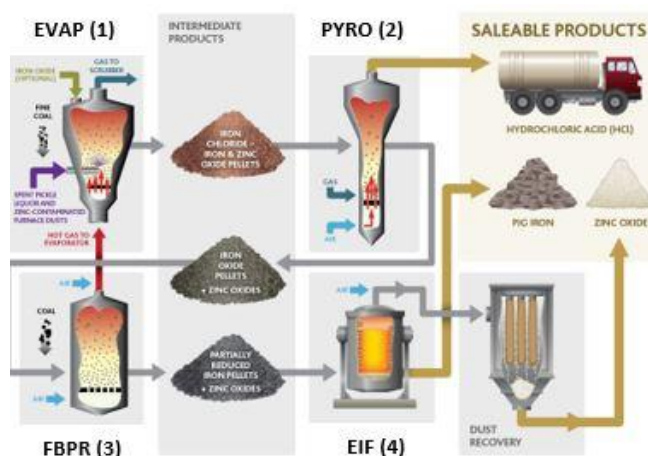 EVAP (1)
INTERMEDIATE
PRODUCTS
PYRO (2)
SALEABLE PRODUCTS
IRON OXIDE
(OPTIONAL)
GAS TO
SCRUBBER
FINE
COAL
SPENT PICKLE
LIQUOR AND
ZINC-CONTAMINATED
FURNACE DUSTS
HOT GAS TO
EVAPORATOR
IRON
CHLORIDE -
IRON & ZINC
OXIDE PELLETS
GAS
AIR
HYDROCHLORIC ACID (HCl)
PIG IRON
ZINC OXIDE
IRON
OXIDE
PELLETS
+ ZINC OXIDES
AIR
COAL
AIR
PARTIALLY
REDUCED
IRON PELLETS
+ ZINC OXIDES
AIR
DUST
RECOVERY
FBPR (3)
EIF (4)